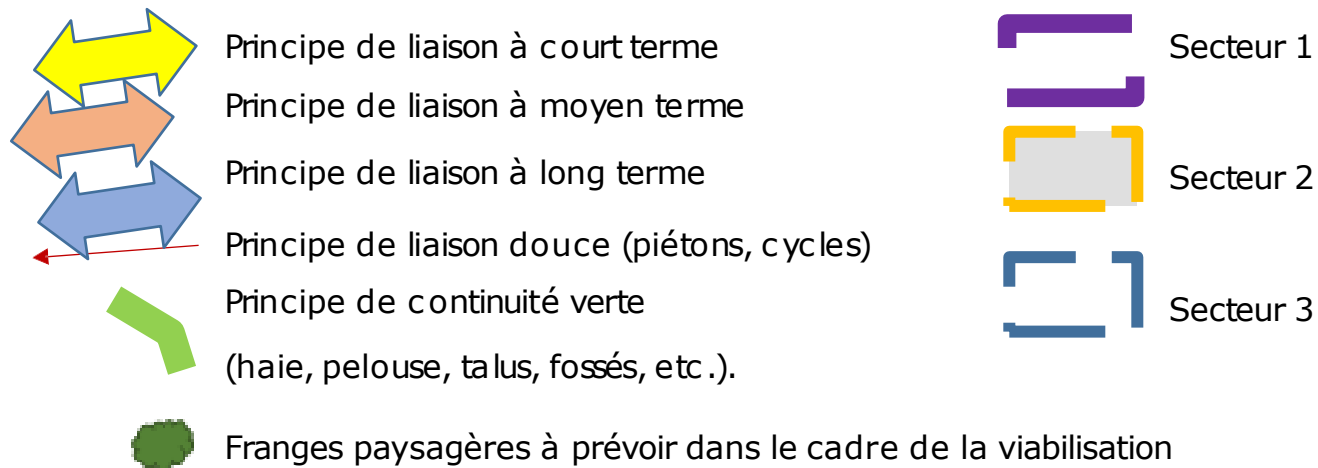 Principe de liaison à court terme
Secteur 1
Principe de liaison à moyen terme
Principe de liaison à long terme
Secteur 2
Principe de liaison douce (piétons, cycles)
Principe de continuité verte
Secteur 3
(haie, pelouse, talus, fossés, etc.).
Franges paysagères à prévoir dans le cadre de la viabilisation